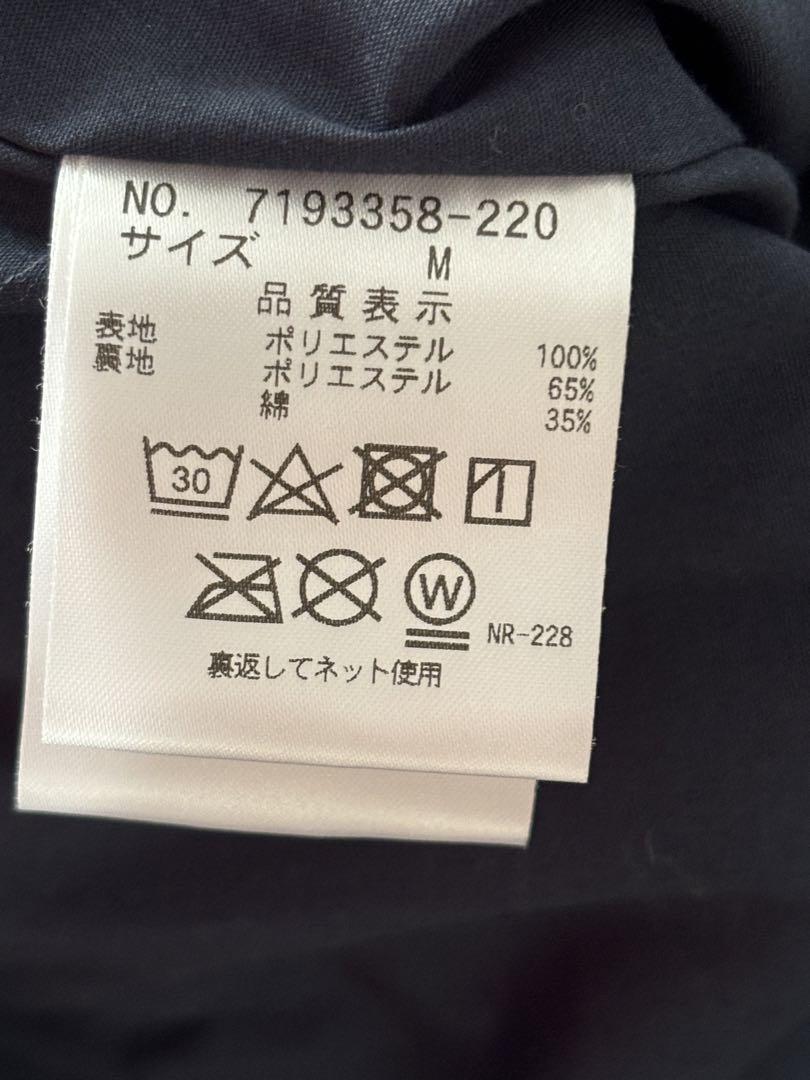 NO. 7193358-220
サイズ M
品質表示
表地 ポリエステル 100%
裏地 ポリエステル 65%
綿 35%
30
W NR-228
裏返してネット使用